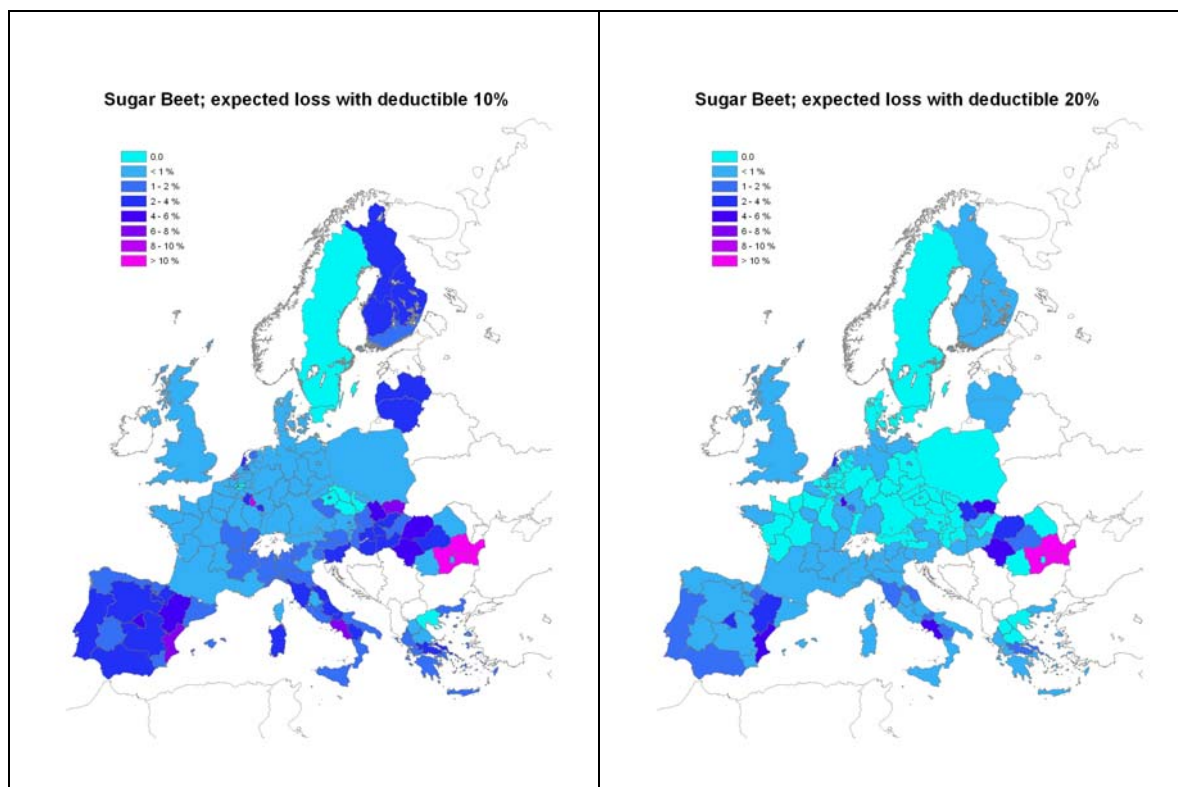 Sugar Beet; expected loss with deductible 10%
0.0
< 1 %
1 - 2 %
2 - 4 %
4 - 6 %
6 - 8 %
8 - 10 %
> 10 %
Sugar Beet; expected loss with deductible 20%
0.0
< 1 %
1 - 2 %
2 - 4 %
4 - 6 %
6 - 8 %
8 - 10 %
> 10 %